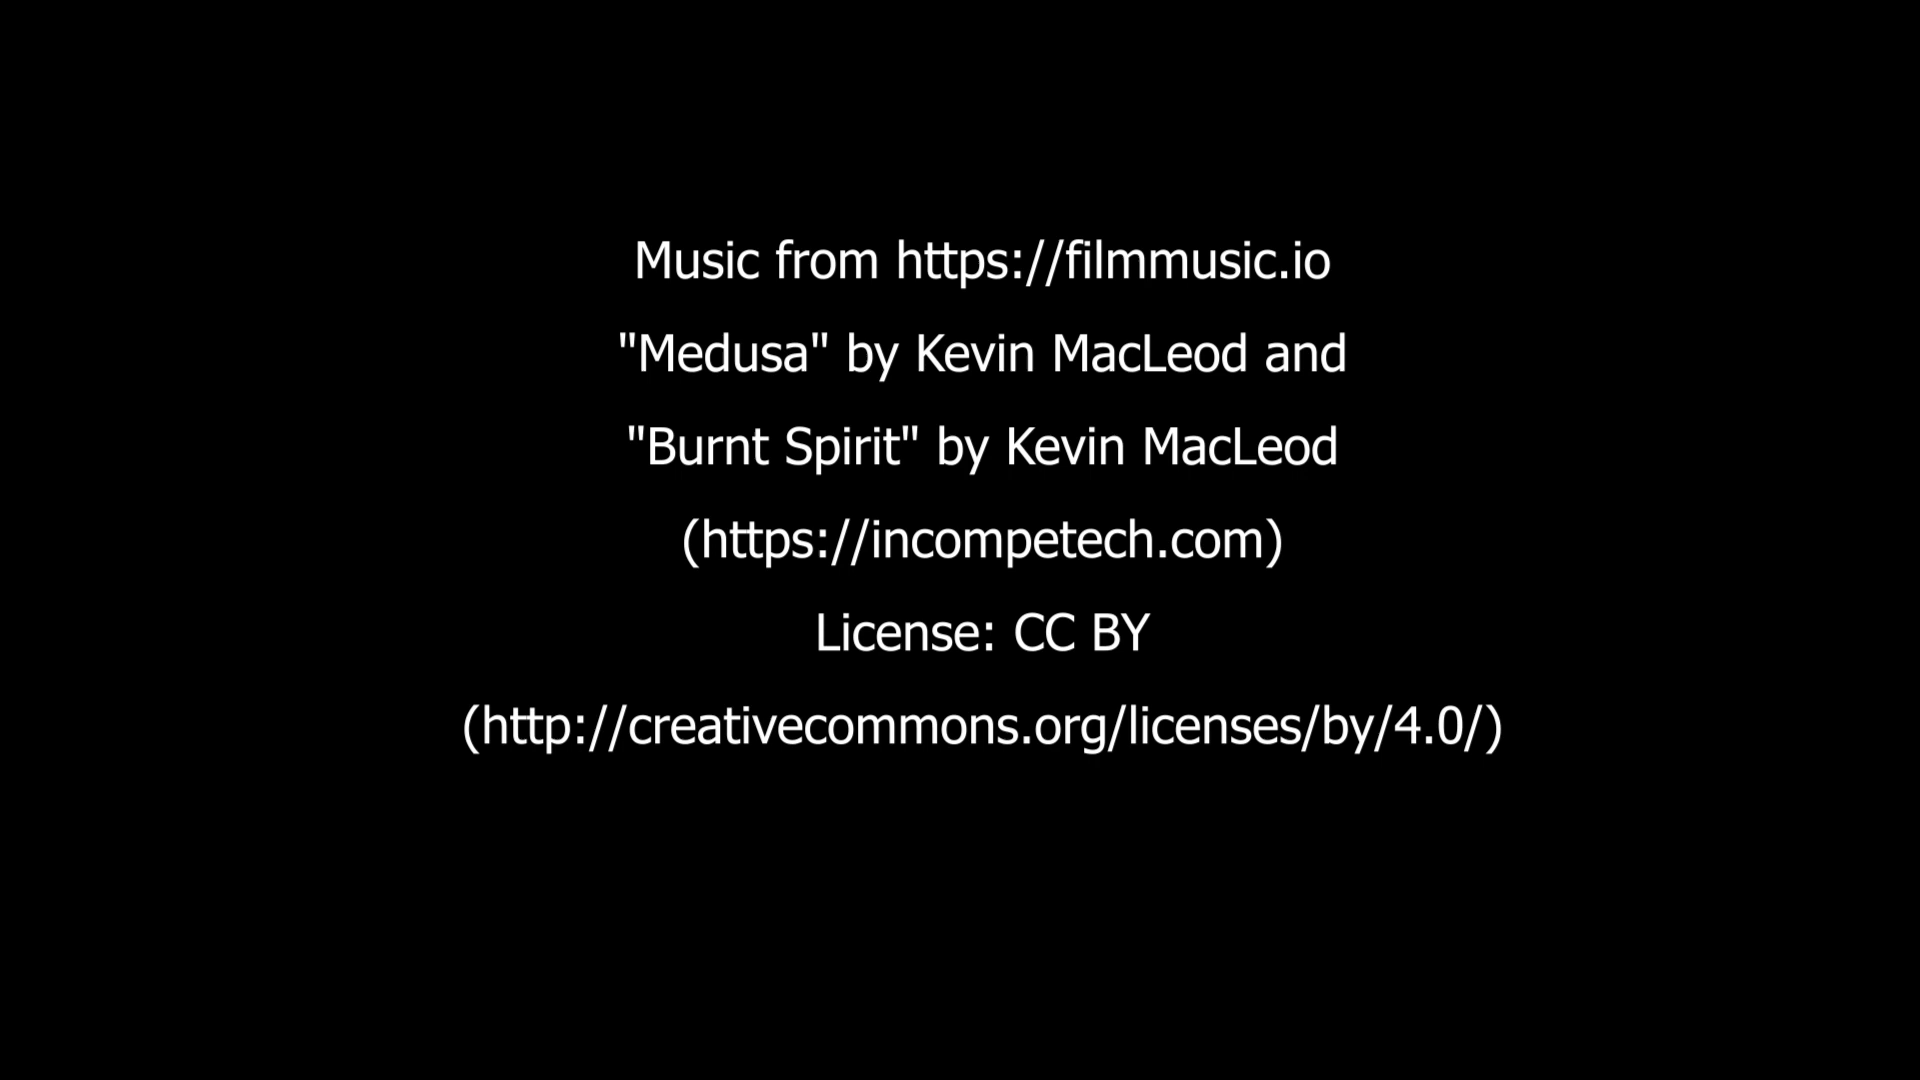 Music from https://filmmusic.io
"Medusa" by Kevin MacLeod and
"Burnt Spirit" by Kevin MacLeod
(https://incompetech.com)
License: CC BY
(http://creativecommons.org/licenses/by/4.0/)